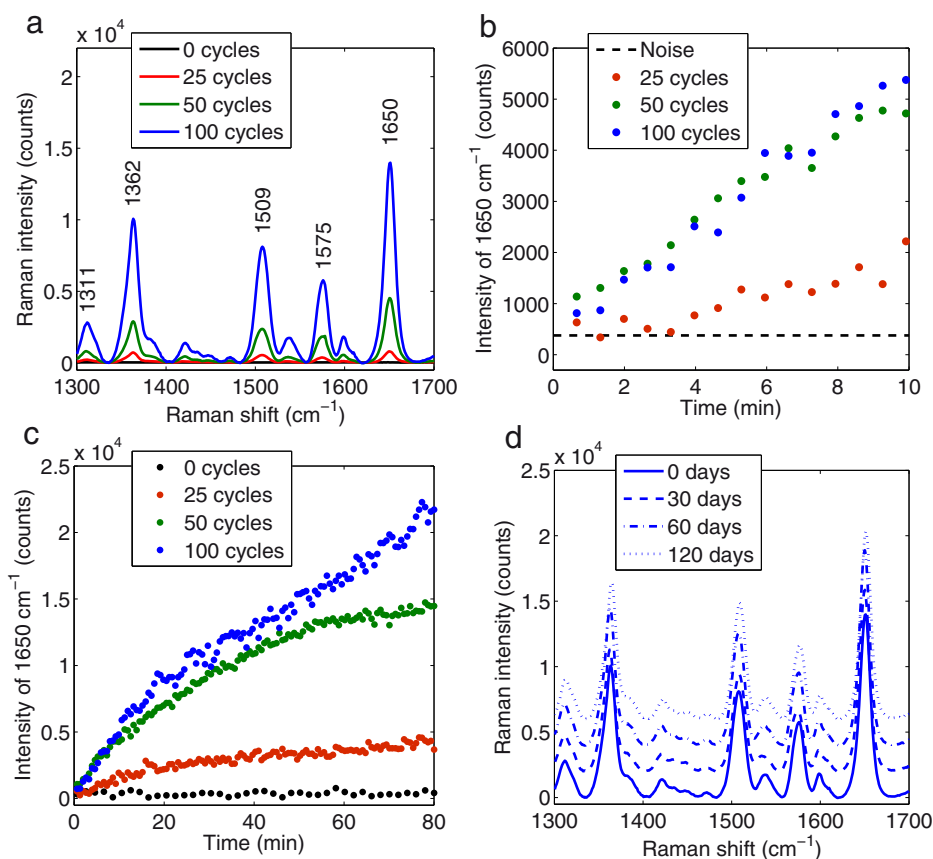 a
x 10⁴
0 cycles
25 cycles
50 cycles
100 cycles
2
1.5
1
0.5
0
1311
1362
1509
1575
1650
1300
1400
1500
1600
1700
Raman intensity (counts)
Raman shift (cm⁻¹)
b
Noise
25 cycles
50 cycles
100 cycles
6000
5000
4000
3000
2000
1000
0
0
2
4
6
8
10
Intensity of 1650 cm⁻¹ (counts)
Time (min)
c
x 10⁴
0 cycles
25 cycles
50 cycles
100 cycles
2.5
2
1.5
1
0.5
0
0
20
40
60
80
Intensity of 1650 cm⁻¹ (counts)
Time (min)
d
x 10⁴
0 days
30 days
60 days
120 days
2.5
2
1.5
1
0.5
0
1300
1400
1500
1600
1700
Raman intensity (counts)
Raman shift (cm⁻¹)